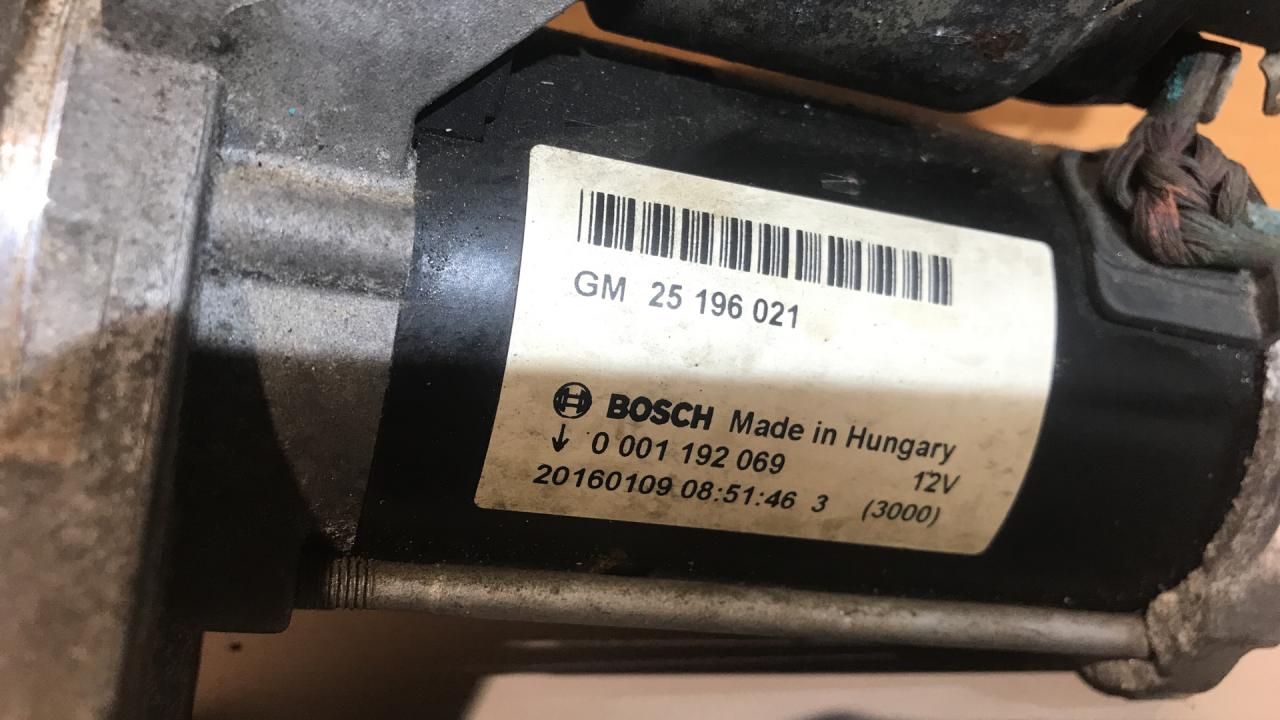 GM 25 196 021
BOSCH Made in Hungary
↓ 0 001 192 069 12V
20160109 08:51:46 3 (3000)